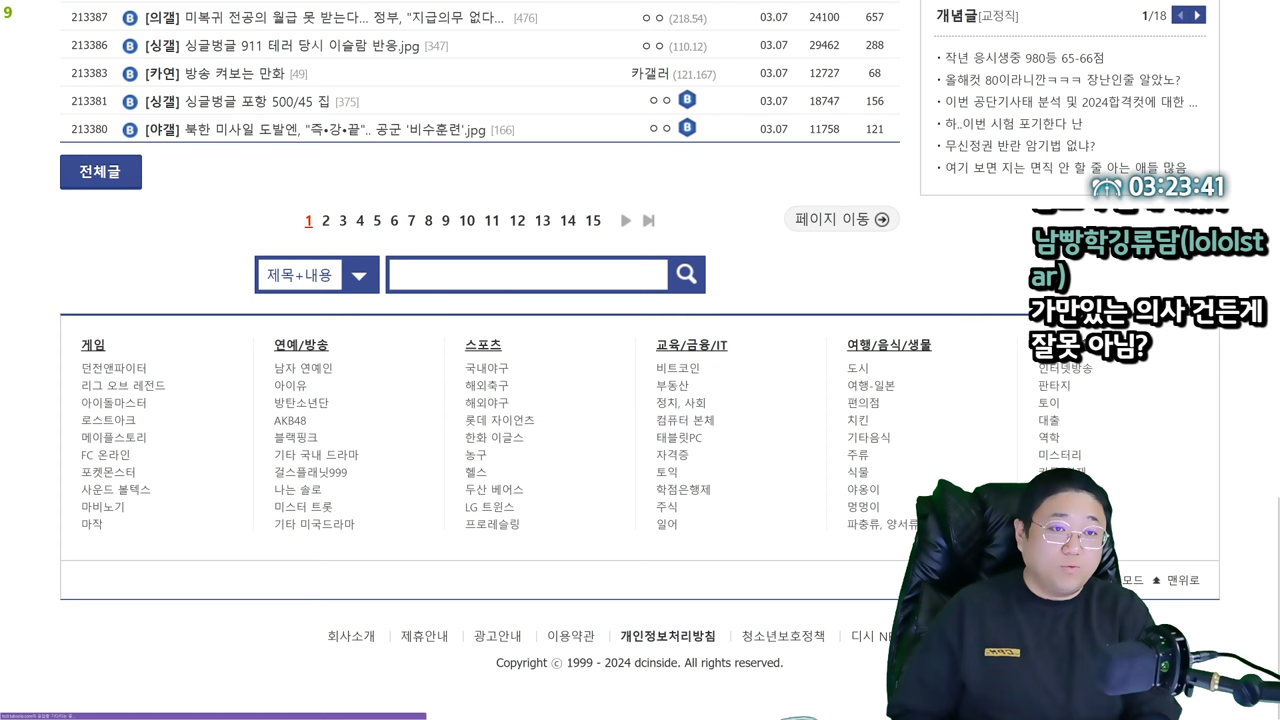 9
213387 [의갤] 미복귀 전공의 월급 못 받는다... 정부, "지급의무 없다... [476] ㅇㅇ (218.54) 03.07 24100 657
213386 [싱갤] 싱글벙글 911 테러 당시 이슬람 반응.jpg [347] ㅇㅇ (110.12) 03.07 29462 288
213383 [카연] 방송 켜보는 만화 [49] 카갤러 (121.167) 03.07 12727 68
213381 [싱갤] 싱글벙글 포항 500/45 집 [375] ㅇㅇ 03.07 18747 156
213380 [야갤] 북한 미사일 도발엔, "즉•강•끝".. 공군 '비수훈련'.jpg [166] ㅇㅇ 03.07 11758 121
개념글[교정직] 1/18
· 작년 응시생중 980등 65-66점
· 올해컷 80이라니깐ㅋㅋㅋ 장난인줄 알았노?
· 이번 공단기사태 분석 및 2024합격컷에 대한 ...
· 하..이번 시험 포기한다 난
· 무신정권 반란 암기법 없냐?
· 여기 보면 지는 면직 안 할 줄 아는 애들 많음
03:23:41
전체글
1 2 3 4 5 6 7 8 9 10 11 12 13 14 15
페이지 이동
제목+내용
남빵학깅류담(lololst
ar)
가만있는 의사 건든게
잘못 아님?
게임
던전앤파이터
리그 오브 레전드
아이돌마스터
로스트아크
메이플스토리
FC 온라인
포켓몬스터
사운드 볼텍스
마비노기
마작
연예/방송
남자 연예인
아이유
방탄소년단
AKB48
블랙핑크
기타 국내 드라마
걸스플래닛999
나는 솔로
미스터 트롯
기타 미국드라마
스포츠
국내야구
해외축구
해외야구
롯데 자이언츠
한화 이글스
농구
헬스
두산 베어스
LG 트윈스
프로레슬링
교육/금융/IT
비트코인
부동산
정치, 사회
컴퓨터 본체
태블릿PC
자격증
토익
학점은행제
주식
일어
여행/음식/생물
도시
여행-일본
편의점
치킨
기타음식
주류
식물
야옹이
멍멍이
파충류, 양서류
인터넷방송
판타지
토이
대출
역학
미스터리
모드 맨위로
회사소개 제휴안내 광고안내 이용약관 개인정보처리방침 청소년보호정책 디시
Copyright ⓒ 1999 - 2024 dcinside. All rights reserved.